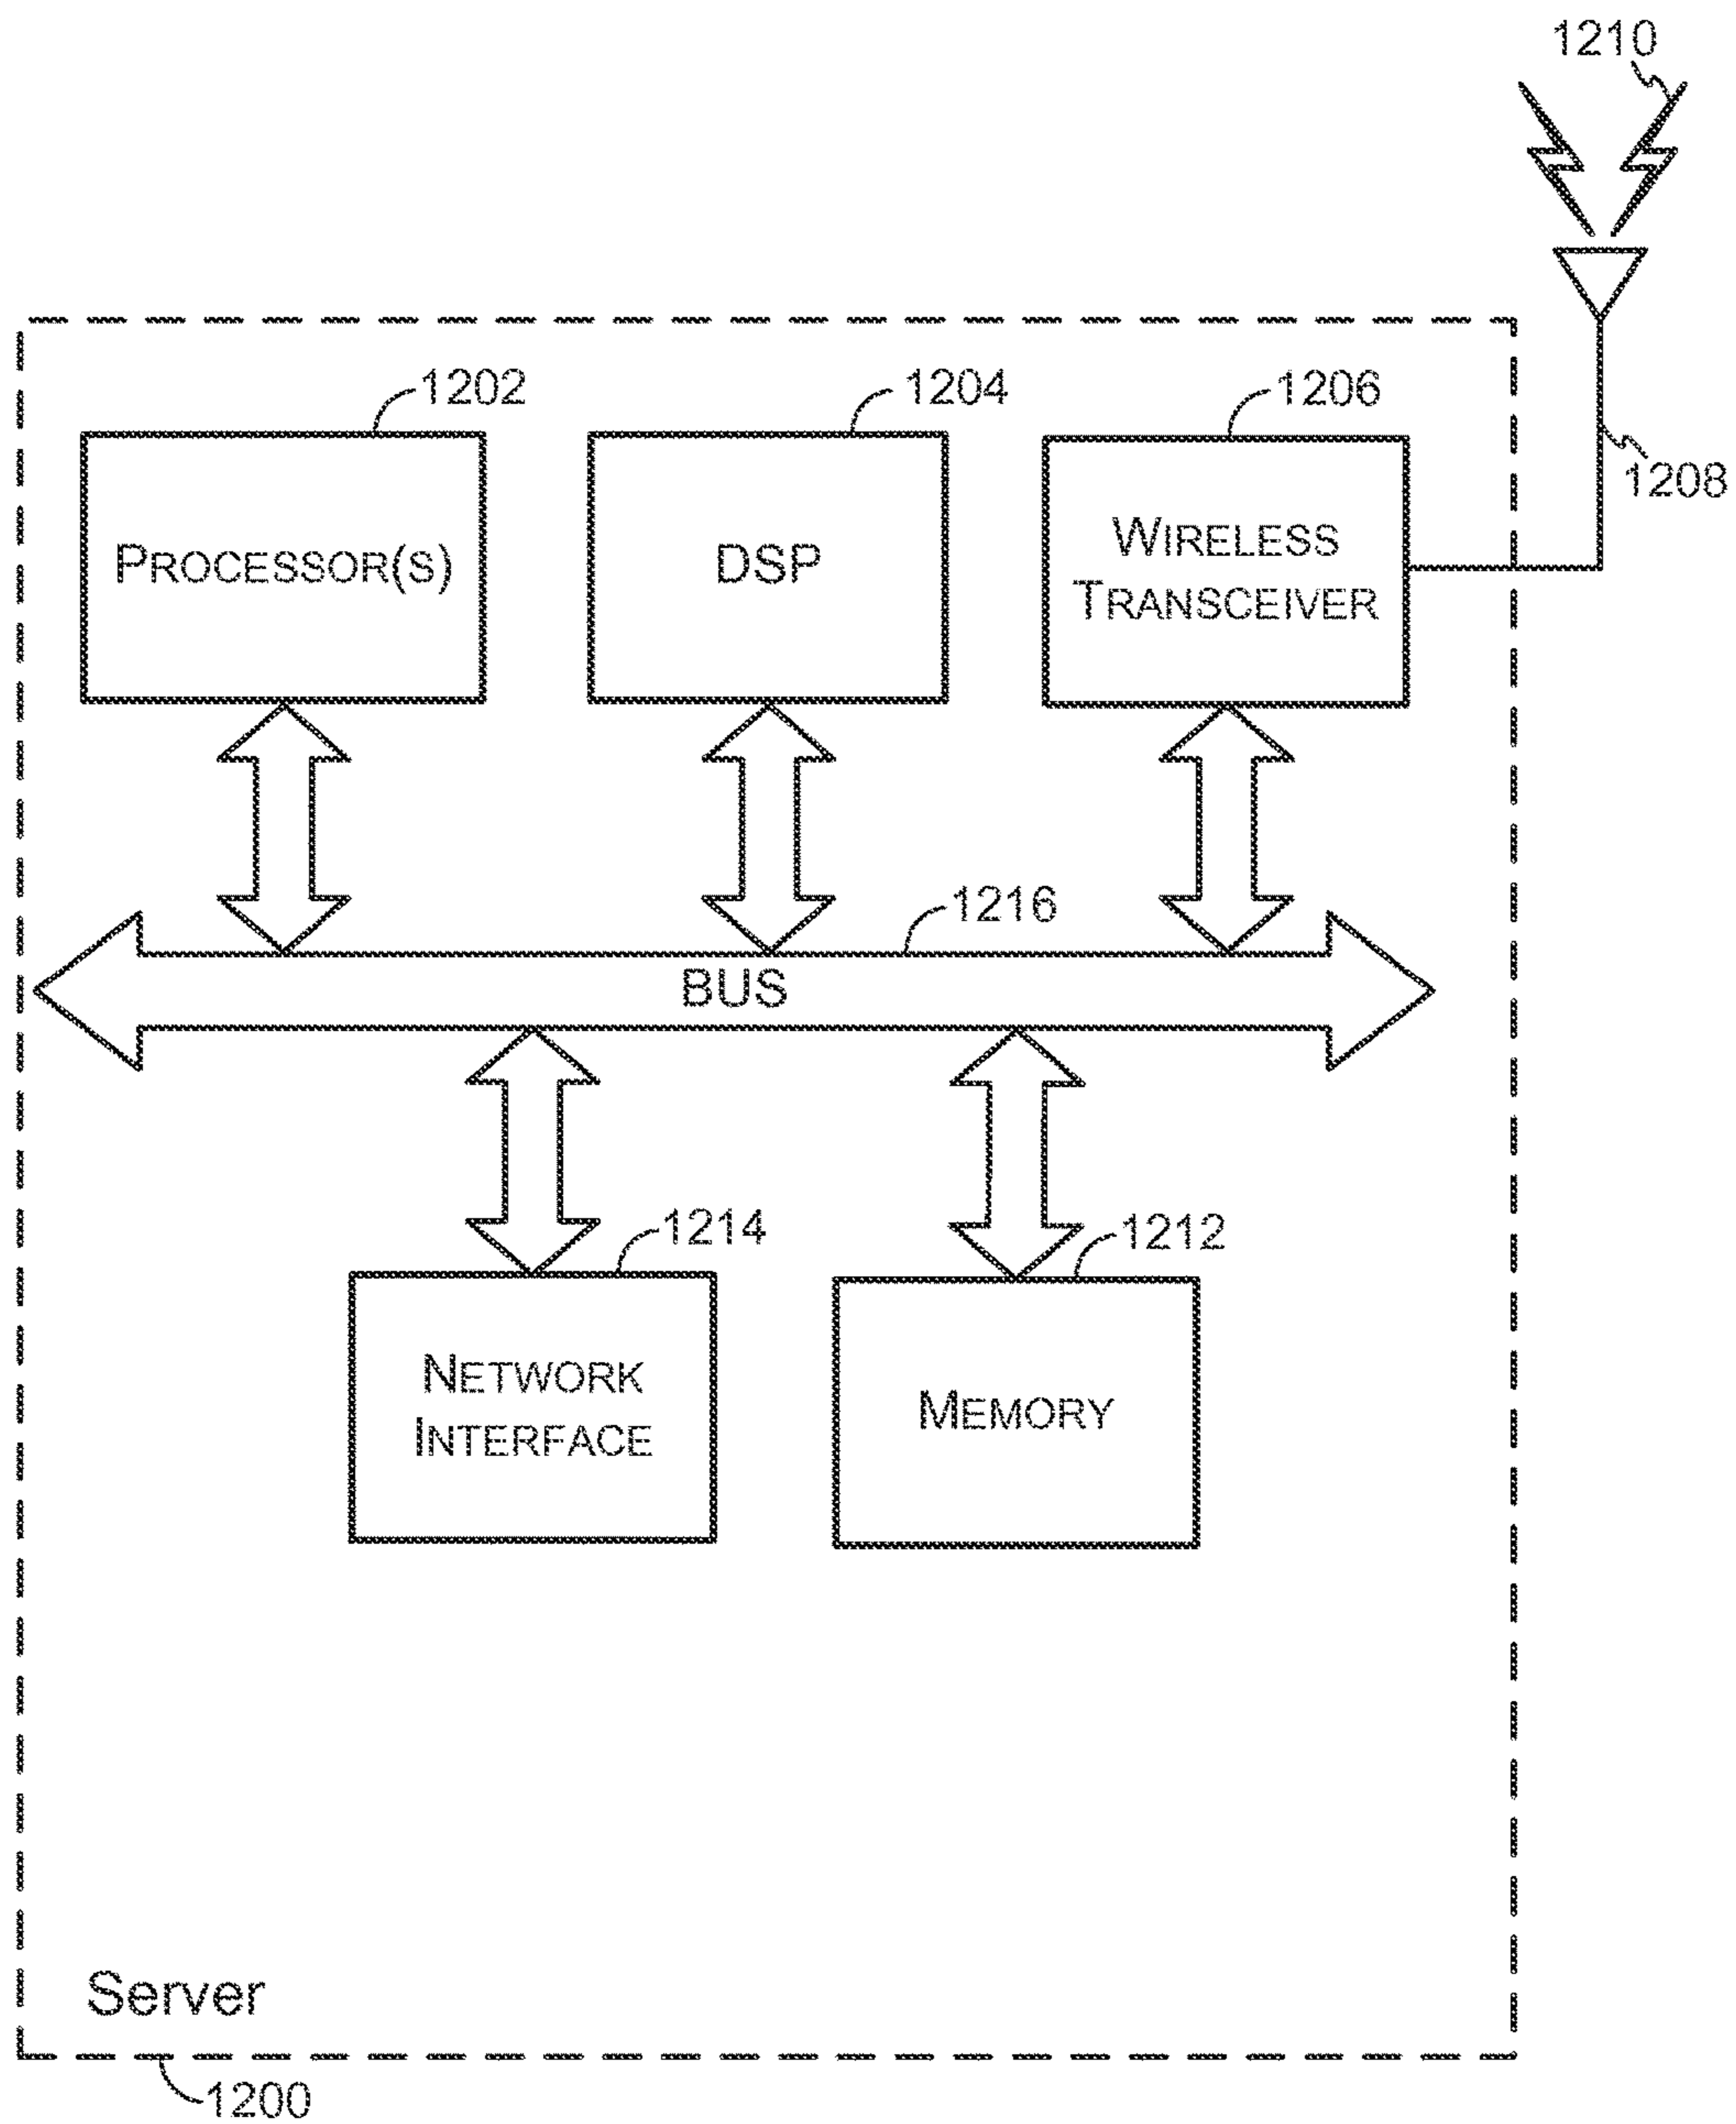 1210
1202
1204
1206
1208
PROCESSOR(S)
DSP
WIRELESS
TRANSCEIVER
1216
BUS
1214
1212
NETWORK
INTERFACE
MEMORY
Server
1200